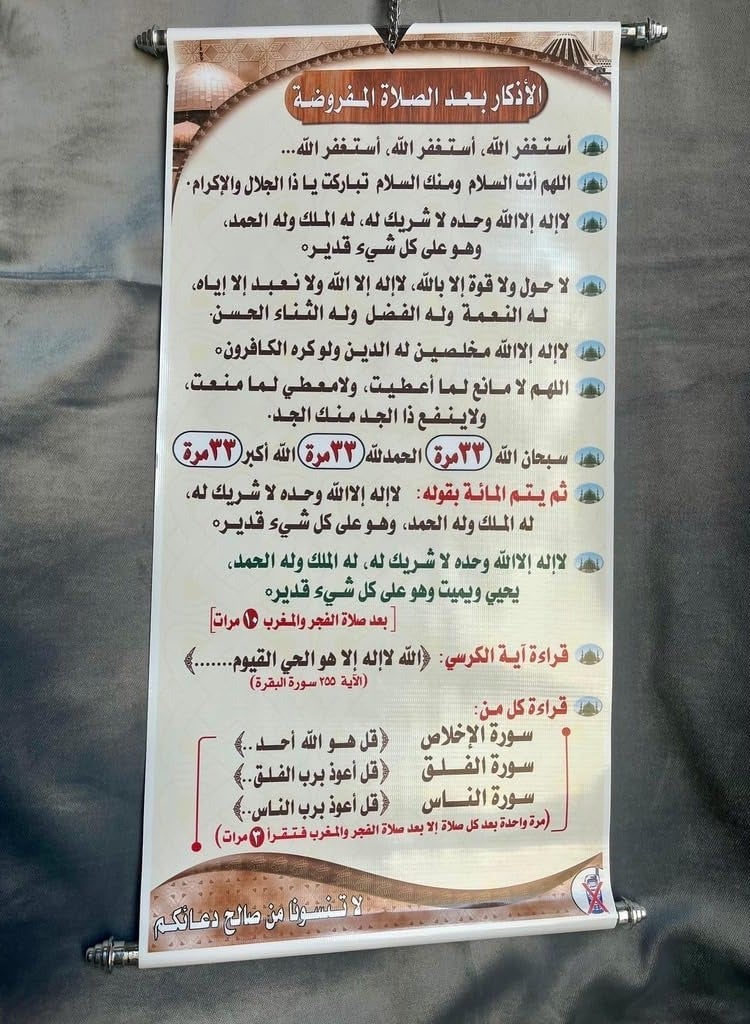 الأذكار بعد الصلاة المفروضة
أستغفر الله، أستغفر الله، أستغفر الله...
اللهم أنت السلام ومنك السلام تباركت يا ذا الجلال والإكرام.
لاإله إلاالله وحده لا شريك له، له الملك وله الحمد،
وهو على كل شيء قدير
لا حول ولا قوة إلا بالله، لاإله إلا الله ولا نعبد إلا إياه،
له النعمة وله الفضل وله الثناء الحسن.
لاإله إلاالله مخلصين له الدين ولو كره الكافرون
اللهم لا مانع لما أعطيت، ولامعطي لما منعت،
ولاينفع ذا الجد منك الجد.
سبحان الله ٣٣مرة الحمدلله ٣٣مرة الله أكبر ٣٣مرة
ثم يتم المائة بقوله: لاإله إلاالله وحده لا شريك له،
له الملك وله الحمد، وهو على كل شيء قدير
لاإله إلاالله وحده لا شريك له، له الملك وله الحمد،
يحيي ويميت وهو على كل شيء قدير
[بعد صلاة الفجر والمغرب ١٠ مرات]
قراءة آية الكرسي: ﴿الله لاإله إلا هو الحي القيوم.......﴾
(الآية ٢٥٥ سورة البقرة)
قراءة كل من:
سورة الإخلاص ﴿قل هو الله أحد..﴾
سورة الفلق ﴿قل أعوذ برب الفلق..﴾
سورة الناس ﴿قل أعوذ برب الناس..﴾
(مرة واحدة بعد كل صلاة إلا بعد صلاة الفجر والمغرب فتقرأ ٣ مرات)
لا تنسونا من صالح دعائكم